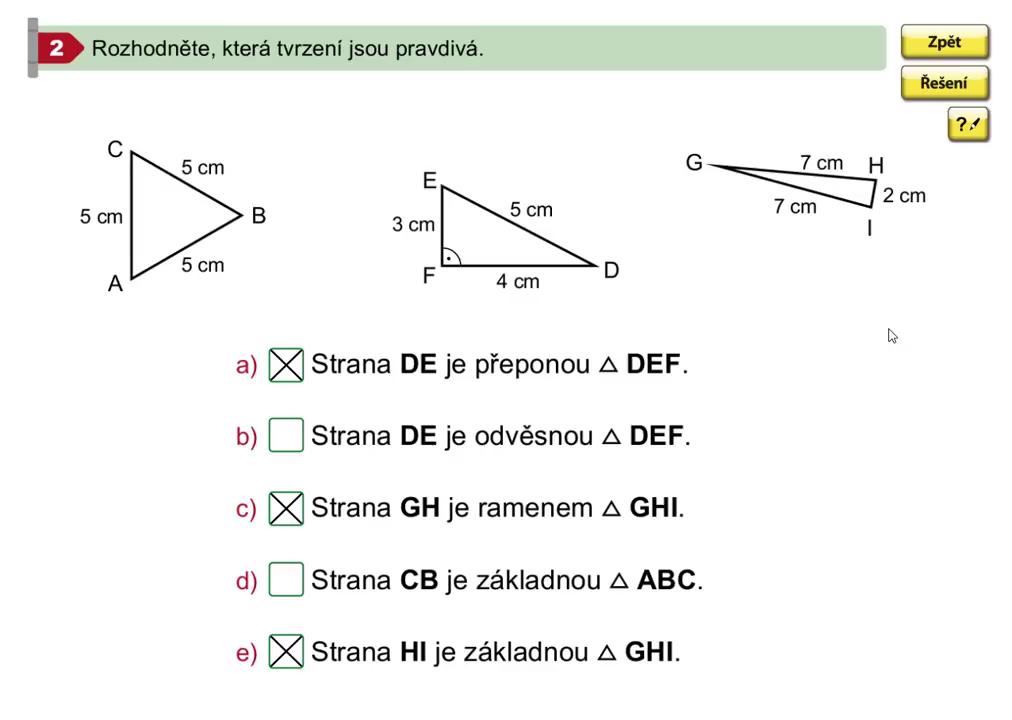 2 Rozhodněte, která tvrzení jsou pravdivá.
Zpět
Řešení
?
C
5 cm
5 cm
B
5 cm
A
E
5 cm
3 cm
F
4 cm
D
G
7 cm
H
2 cm
7 cm
I
a) Strana DE je přeponou △ DEF.
b) Strana DE je odvěsnou △ DEF.
c) Strana GH je ramenem △ GHI.
d) Strana CB je základnou △ ABC.
e) Strana HI je základnou △ GHI.